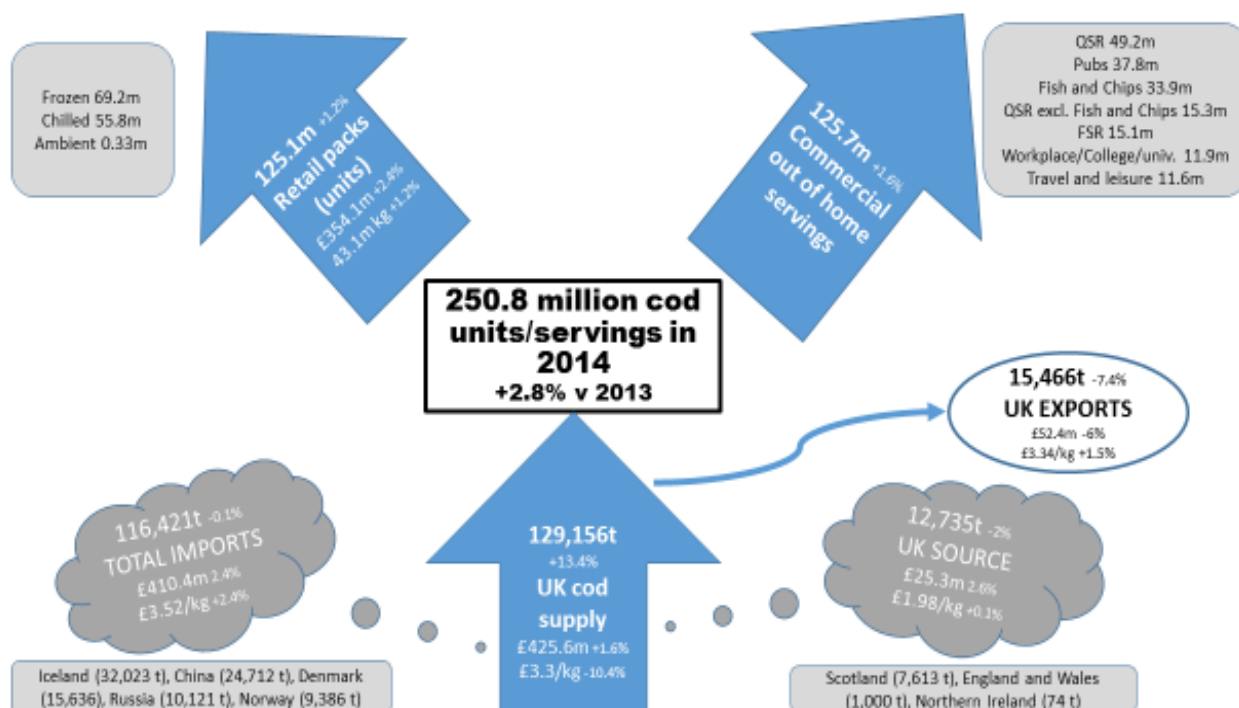 Frozen 69.2m
Chilled 55.8m
Ambient 0.33m
125.1m +1.2%
Retail packs
(units)
£354.1m +2.4%
43.1m kg +1.2%
125.7m +1.6%
Commercial
out of home
servings
QSR 49.2m
Pubs 37.8m
Fish and Chips 33.9m
QSR excl. Fish and Chips 15.3m
FSR 15.1m
Workplace/College/univ. 11.9m
Travel and leisure 11.6m
250.8 million cod
units/servings in
2014
+2.8% v 2013
15,466t -7.4%
UK EXPORTS
£52.4m -6%
£3.34/kg +1.5%
116,421t -0.1%
TOTAL IMPORTS
£410.4m 2.4%
£3.52/kg +2.4%
129,156t
+13.4%
UK cod
supply
£425.6m +1.6%
£3.3/kg -10.4%
12,735t -2%
UK SOURCE
£25.3m 2.6%
£1.98/kg +0.1%
Iceland (32,023 t), China (24,712 t), Denmark
(15,636), Russia (10,121 t), Norway (9,386 t)
Scotland (7,613 t), England and Wales
(1,000 t), Northern Ireland (74 t)